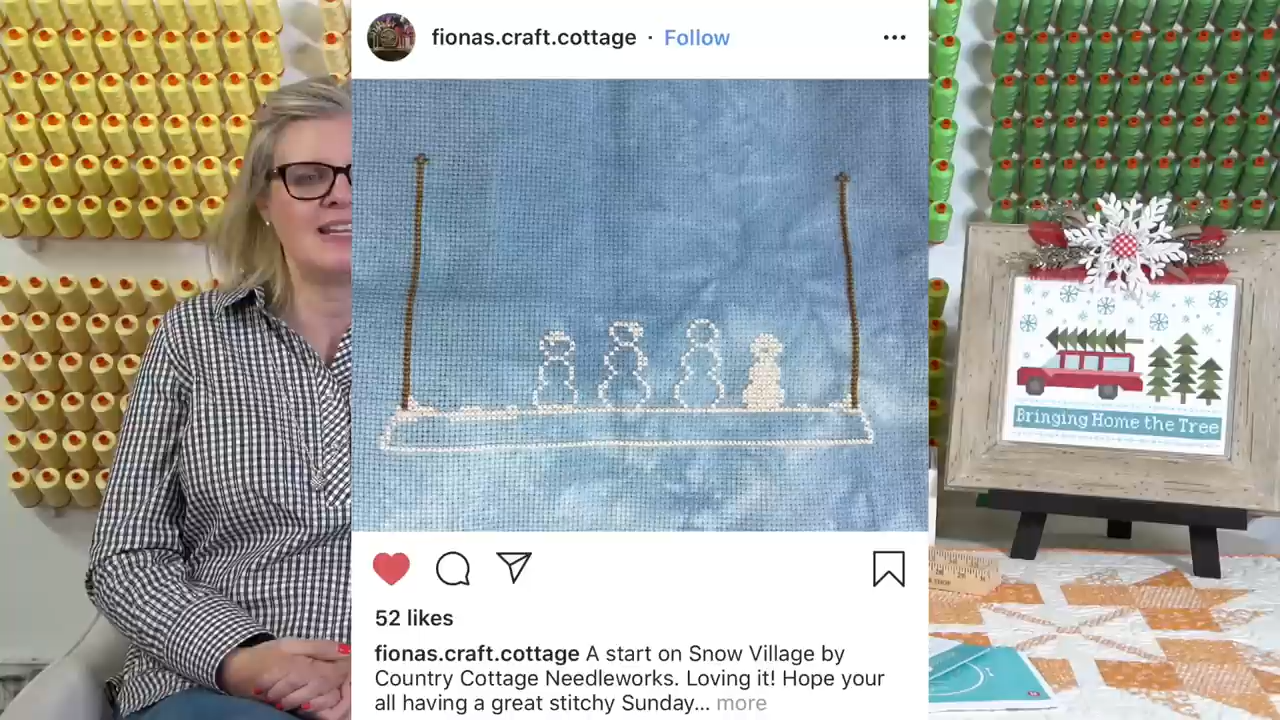 fionas.craft.cottage · Follow
52 likes
fionas.craft.cottage A start on Snow Village by
Country Cottage Needleworks. Loving it! Hope your
all having a great stitchy Sunday... more
Bringing Home the Tree